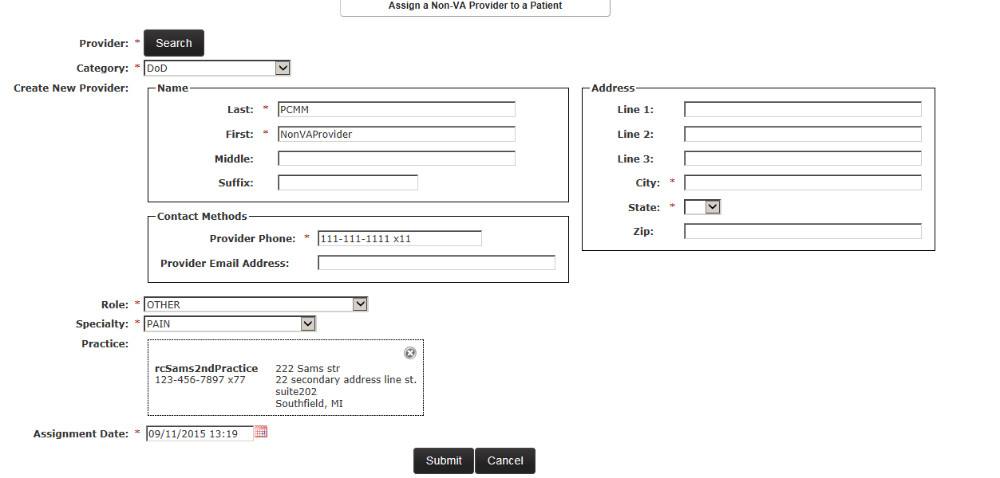 Assign a Non-VA Provider to a Patient
Provider: * Search
Category: * DoD
Create New Provider:
Name
Last: * PCMM
First: * NonVAProvider
Middle:
Suffix:
Contact Methods
Provider Phone: * 111-111-1111 x11
Provider Email Address:
Address
Line 1:
Line 2:
Line 3:
City: *
State: *
Zip:
Role: * OTHER
Specialty: * PAIN
Practice:
rcSams2ndPractice 222 Sams str
123-456-7897 x77 22 secondary address line st.
suite202
Southfield, MI
Assignment Date: * 09/11/2015 13:19
Submit Cancel